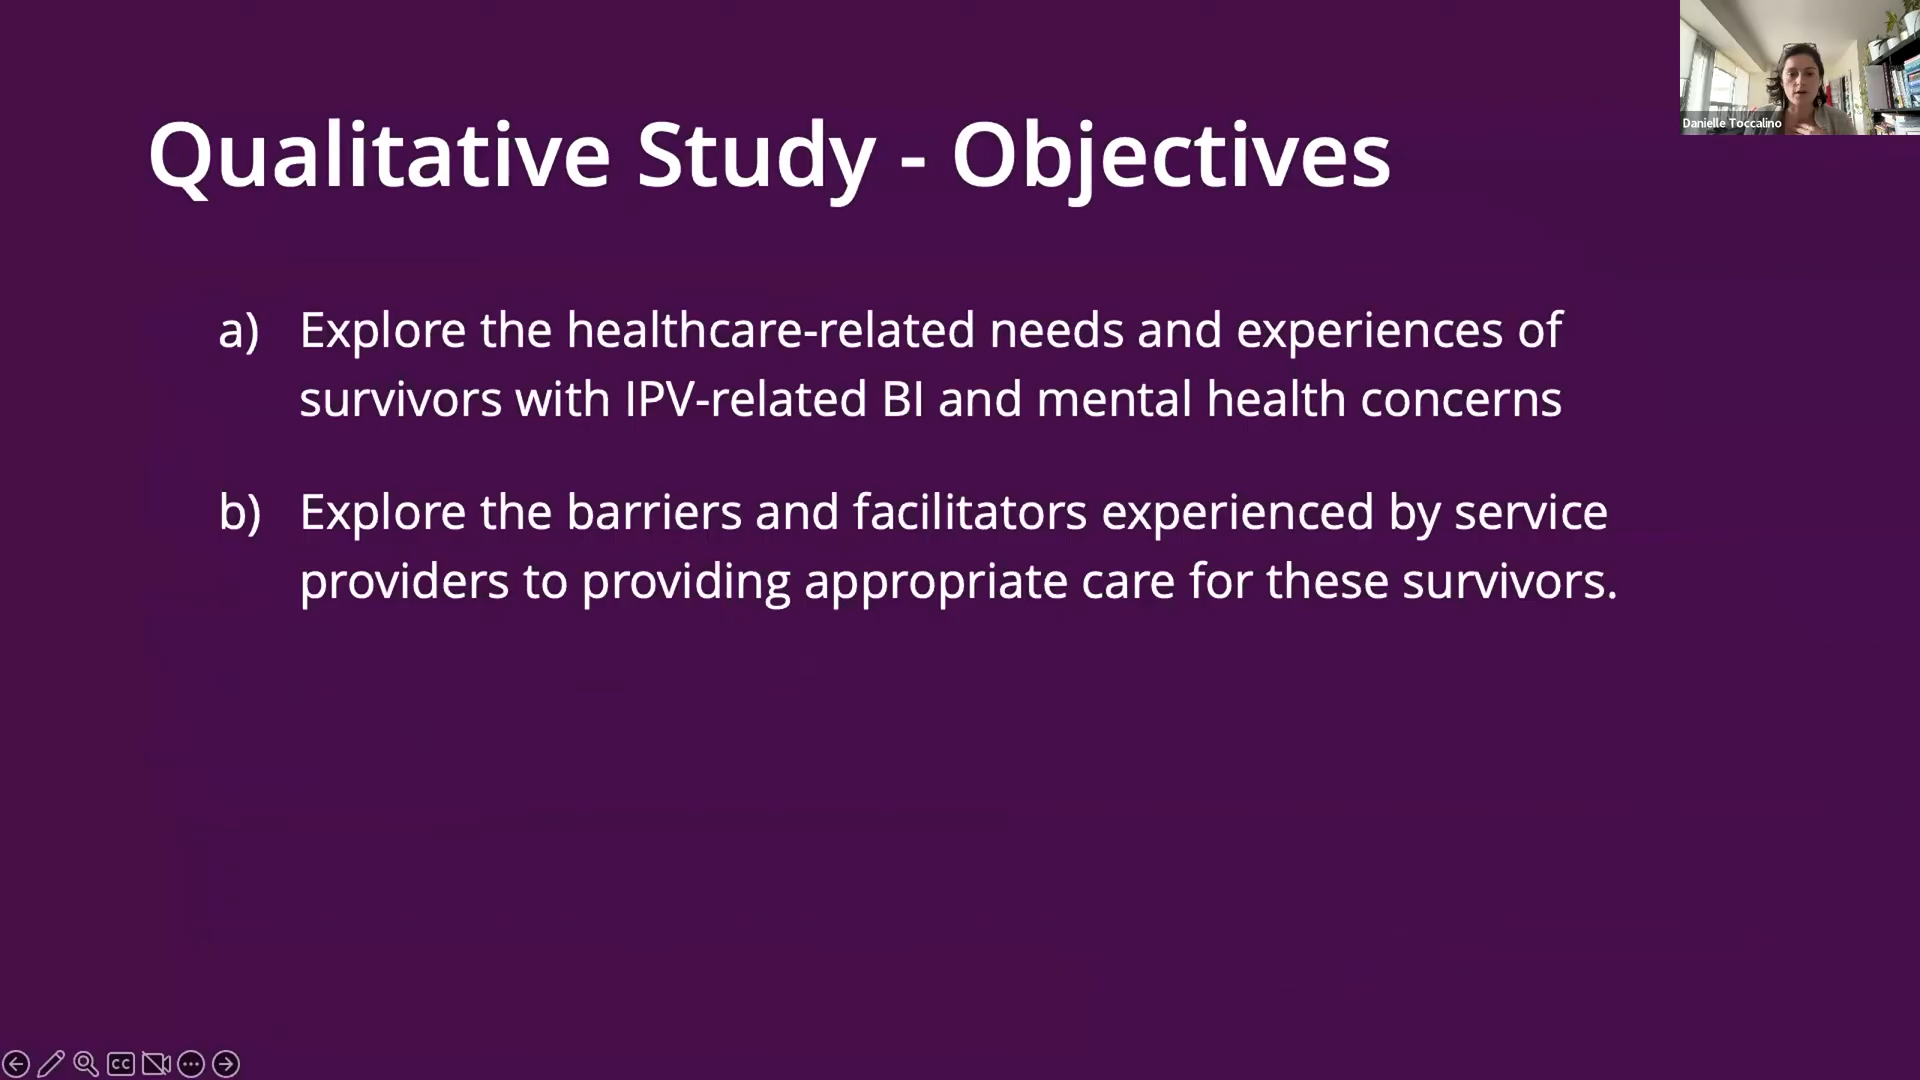 Qualitative Study - Objectives
a) Explore the healthcare-related needs and experiences of
survivors with IPV-related BI and mental health concerns
b) Explore the barriers and facilitators experienced by service
providers to providing appropriate care for these survivors.
Danielle Toccalino
CC